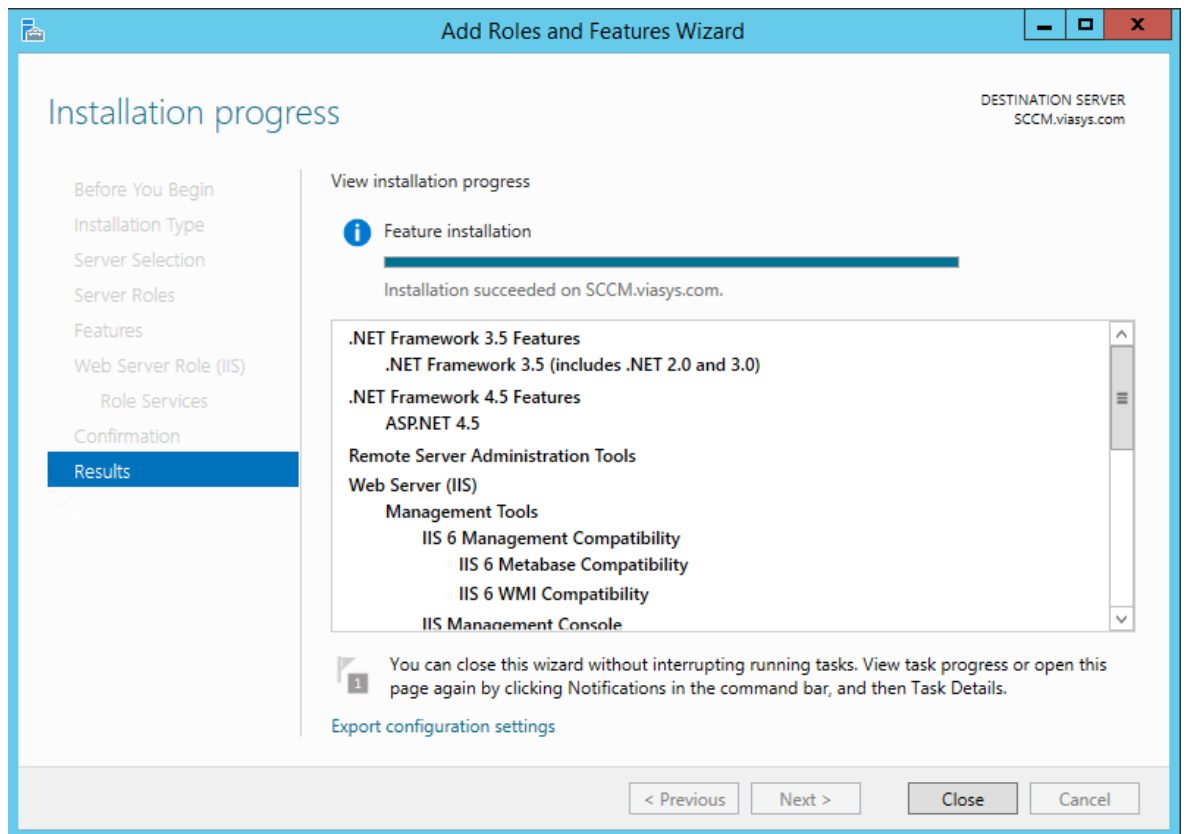 Add Roles and Features Wizard
Installation progress
DESTINATION SERVER
SCCM.viasys.com
Before You Begin
Installation Type
Server Selection
Server Roles
Features
Web Server Role (IIS)
Role Services
Confirmation
Results
View installation progress
Feature installation
Installation succeeded on SCCM.viasys.com.
.NET Framework 3.5 Features
.NET Framework 3.5 (includes .NET 2.0 and 3.0)
.NET Framework 4.5 Features
ASP.NET 4.5
Remote Server Administration Tools
Web Server (IIS)
Management Tools
IIS 6 Management Compatibility
IIS 6 Metabase Compatibility
IIS 6 WMI Compatibility
IIS Management Console
1
You can close this wizard without interrupting running tasks. View task progress or open this
page again by clicking Notifications in the command bar, and then Task Details.
Export configuration settings
< Previous
Next >
Close
Cancel